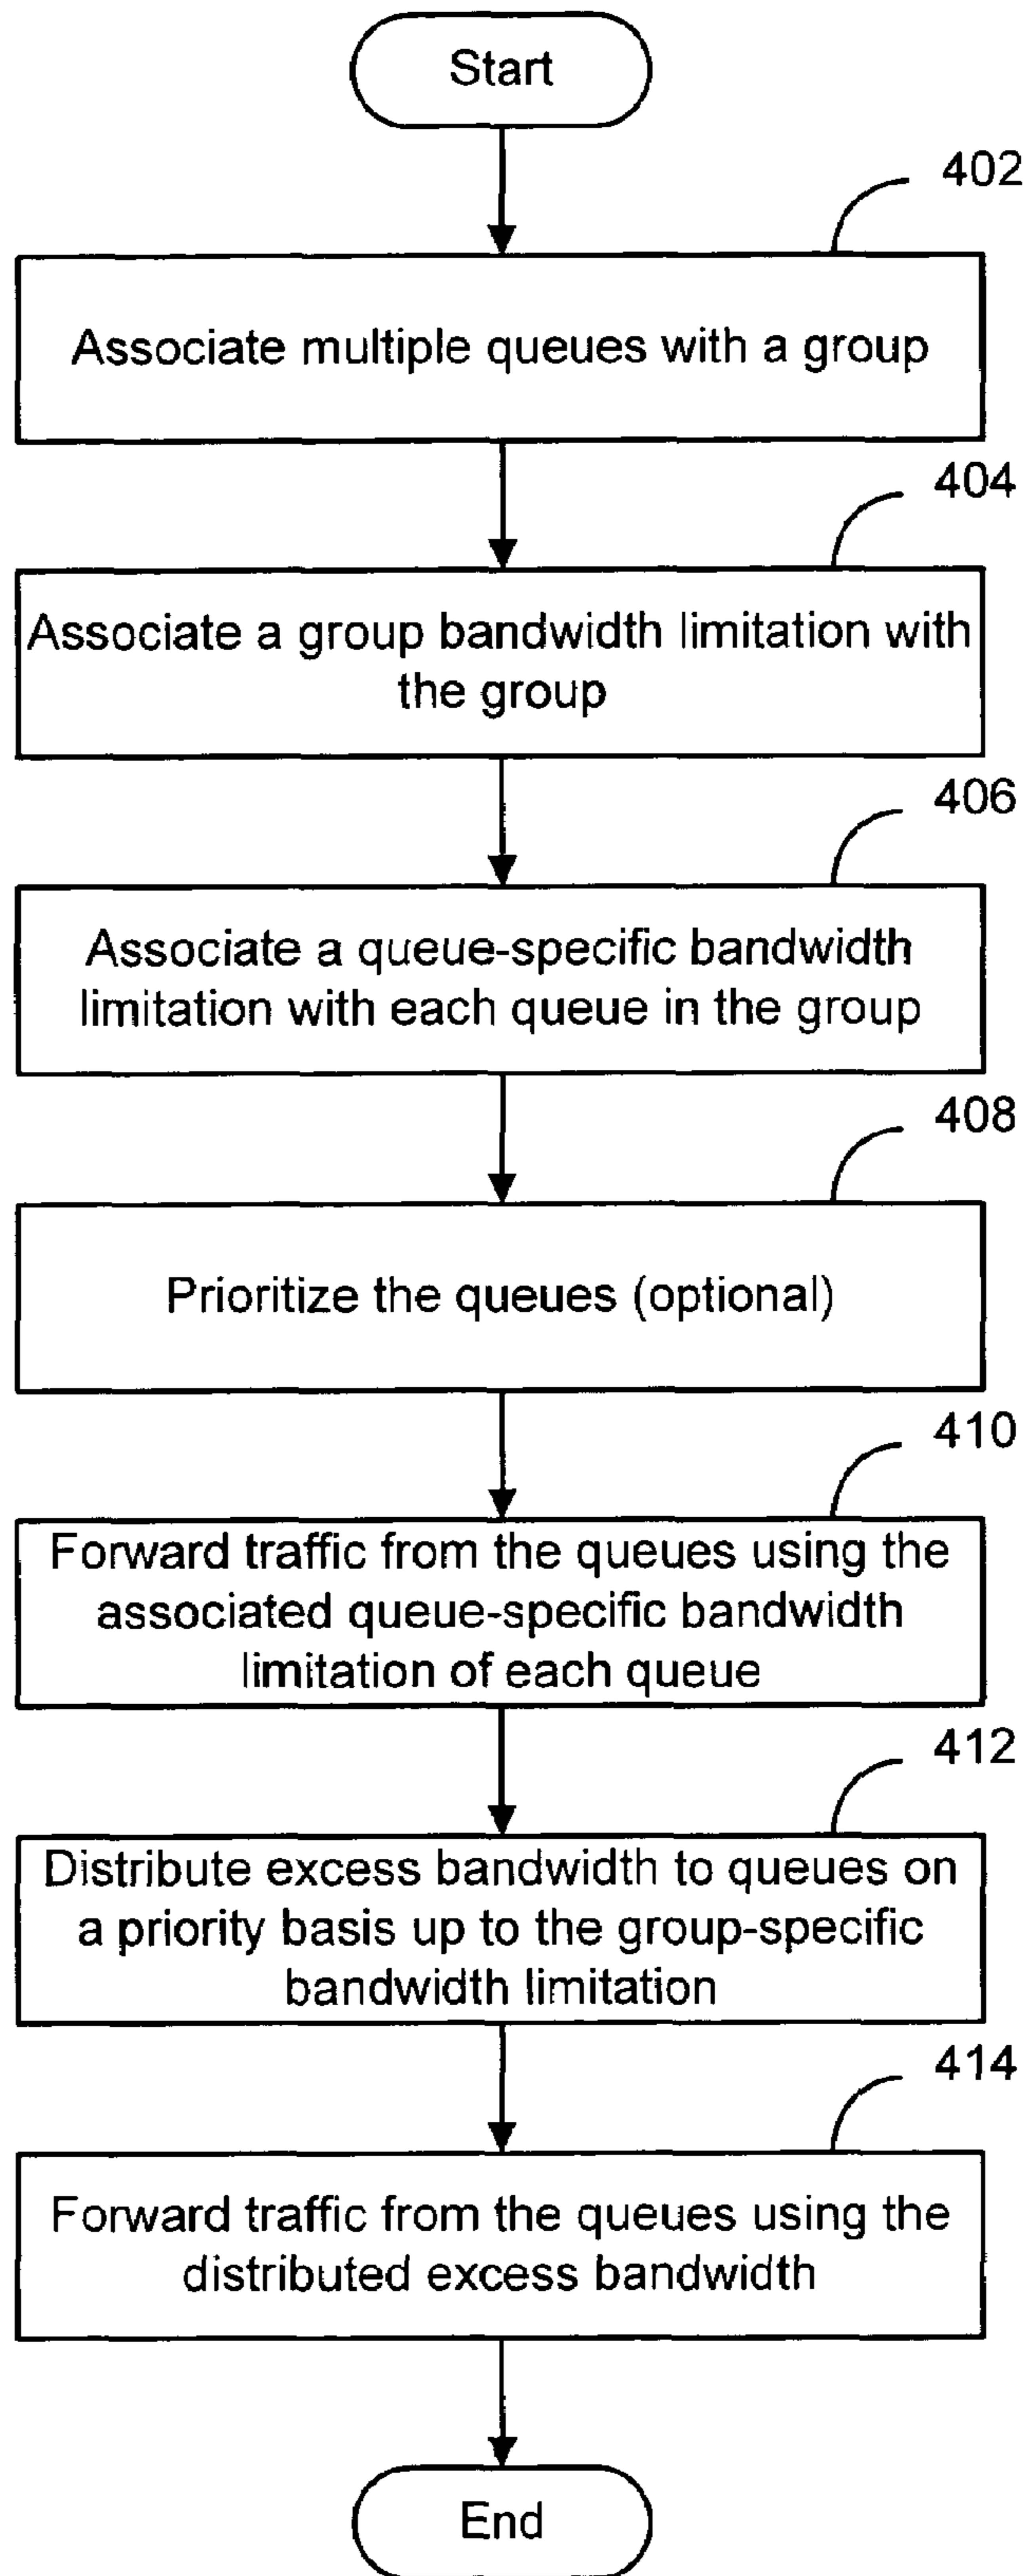 Start
402
Associate multiple queues with a group
404
Associate a group bandwidth limitation with
the group
406
Associate a queue-specific bandwidth
limitation with each queue in the group
408
Prioritize the queues (optional)
410
Forward traffic from the queues using the
associated queue-specific bandwidth
limitation of each queue
412
Distribute excess bandwidth to queues on
a priority basis up to the group-specific
bandwidth limitation
414
Forward traffic from the queues using the
distributed excess bandwidth
End